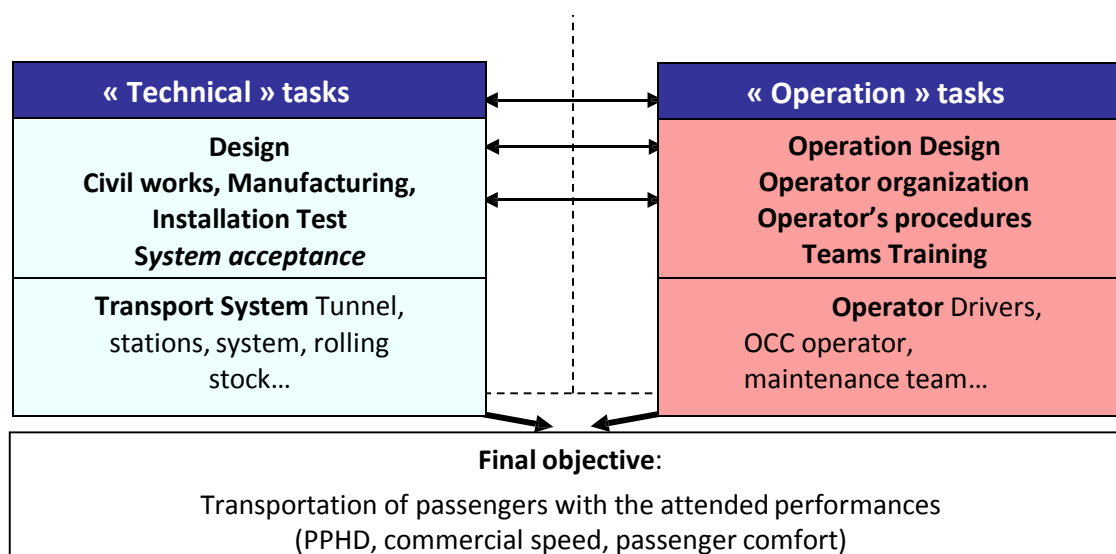 « Technical » tasks
Design
Civil works, Manufacturing,
Installation Test
System acceptance
Transport System Tunnel,
stations, system, rolling
stock…
« Operation » tasks
Operation Design
Operator organization
Operator’s procedures
Teams Training
Operator Drivers,
OCC operator,
maintenance team…
Final objective:
Transportation of passengers with the attended performances
(PPHD, commercial speed, passenger comfort)